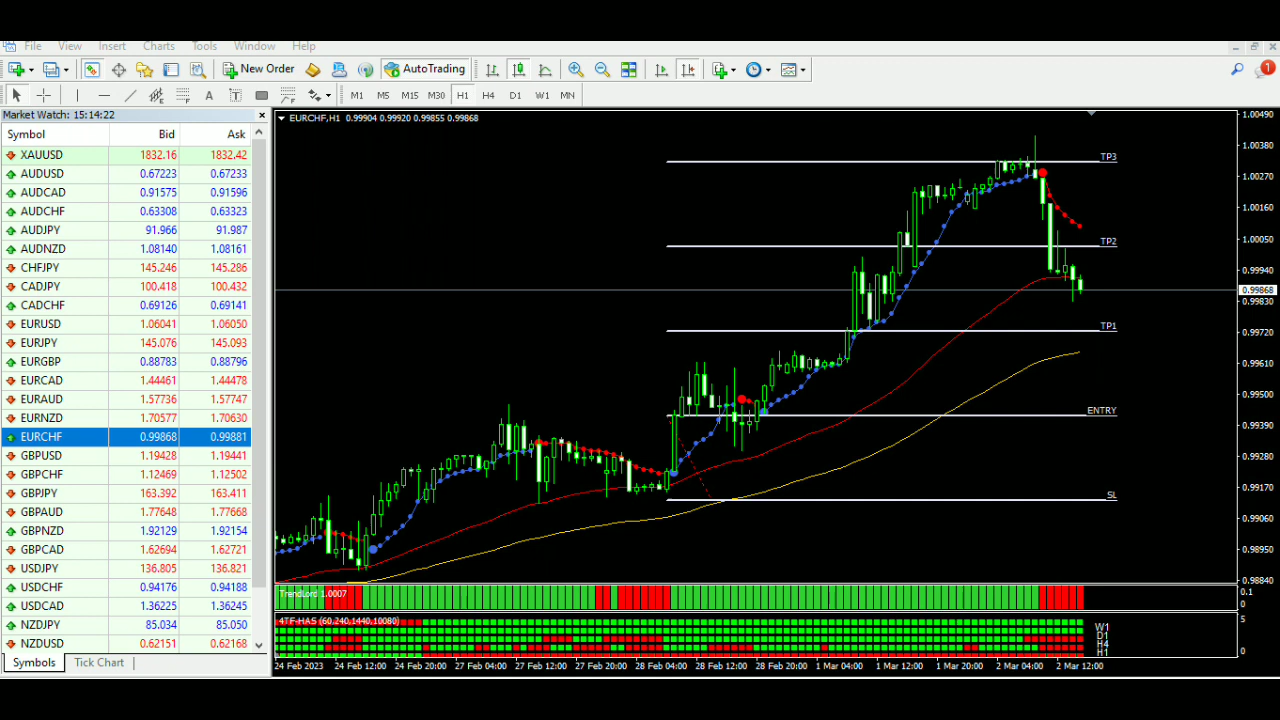 File View Insert Charts Tools Window Help
New Order AutoTrading 1
A T M1 M5 M15 M30 H1 H4 D1 W1 MN
Market Watch: 15:14:22
Symbol Bid Ask
XAUUSD 1832.16 1832.42
AUDUSD 0.67223 0.67233
AUDCAD 0.91575 0.91596
AUDCHF 0.63308 0.63323
AUDJPY 91.966 91.987
AUDNZD 1.08140 1.08161
CHFJPY 145.246 145.286
CADJPY 100.418 100.432
CADCHF 0.69126 0.69141
EURUSD 1.06041 1.06050
EURJPY 145.076 145.093
EURGBP 0.88783 0.88796
EURCAD 1.44461 1.44478
EURAUD 1.57736 1.57747
EURNZD 1.70577 1.70630
EURCHF 0.99868 0.99881
GBPUSD 1.19428 1.19441
GBPCHF 1.12469 1.12502
GBPJPY 163.392 163.411
GBPAUD 1.77648 1.77668
GBPNZD 1.92129 1.92154
GBPCAD 1.62694 1.62721
USDJPY 136.805 136.821
USDCHF 0.94176 0.94188
USDCAD 1.36225 1.36245
NZDJPY 85.034 85.050
NZDUSD 0.62151 0.62168
Symbols Tick Chart
EURCHF,H1 0.99904 0.99920 0.99855 0.99868
TP3
TP2
TP1
ENTRY
SL
1.00490
1.00380
1.00270
1.00160
1.00050
0.99940
0.99868
0.99830
0.99720
0.99610
0.99500
0.99390
0.99280
0.99170
0.99060
0.98950
0.98840
TrendLord 1.0007
0.1
0
4TF-HAS (60,240,1440,10080)
W1
D1
H4
H1
5
0
24 Feb 2023 24 Feb 12:00 24 Feb 20:00 27 Feb 04:00 27 Feb 12:00 27 Feb 20:00 28 Feb 04:00 28 Feb 12:00 28 Feb 20:00 1 Mar 04:00 1 Mar 12:00 1 Mar 20:00 2 Mar 04:00 2 Mar 12:00